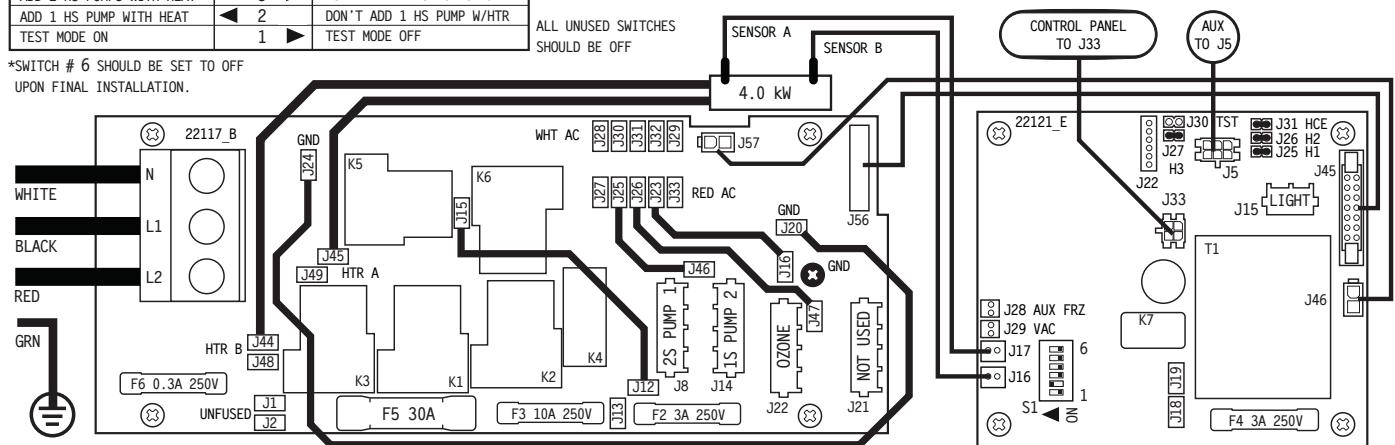 ADD 1 HS PUMP WITH HEAT ◀ 2 DON'T ADD 1 HS PUMP W/HTR
TEST MODE ON 1 ▶ TEST MODE OFF
*SWITCH # 6 SHOULD BE SET TO OFF
UPON FINAL INSTALLATION.
ALL UNUSED SWITCHES
SHOULD BE OFF
SENSOR A
SENSOR B
4.0 kW
CONTROL PANEL
TO J33
AUX
TO J5
22117_B
GND
J24
N
L1
L2
WHITE
BLACK
RED
GRN
K5
K6
J15
J45
J49
HTR A
J44
HTR B
J48
K3
K1
K2
K4
F6 0.3A 250V
UNFUSED
J1
J2
F5 30A
F3 10A 250V
J13
F2 3A 250V
J12
WHT AC
J28
J30
J31
J32
J29
J57
J27
J25
J26
J23
J33
RED AC
J56
GND
J20
J16
GND
J46
J47
2S PUMP 1
J8
1S PUMP 2
J14
OZONE
J22
NOT USED
J21
22121_E
J22
J30 TST
J27
H3
J5
J31 HCE
J26 H2
J25 H1
J45
J33
J15
LIGHT
T1
J46
K7
J28 AUX FRZ
J29 VAC
J17
J16
6
1
S1
ON
J19
J18
F4 3A 250V